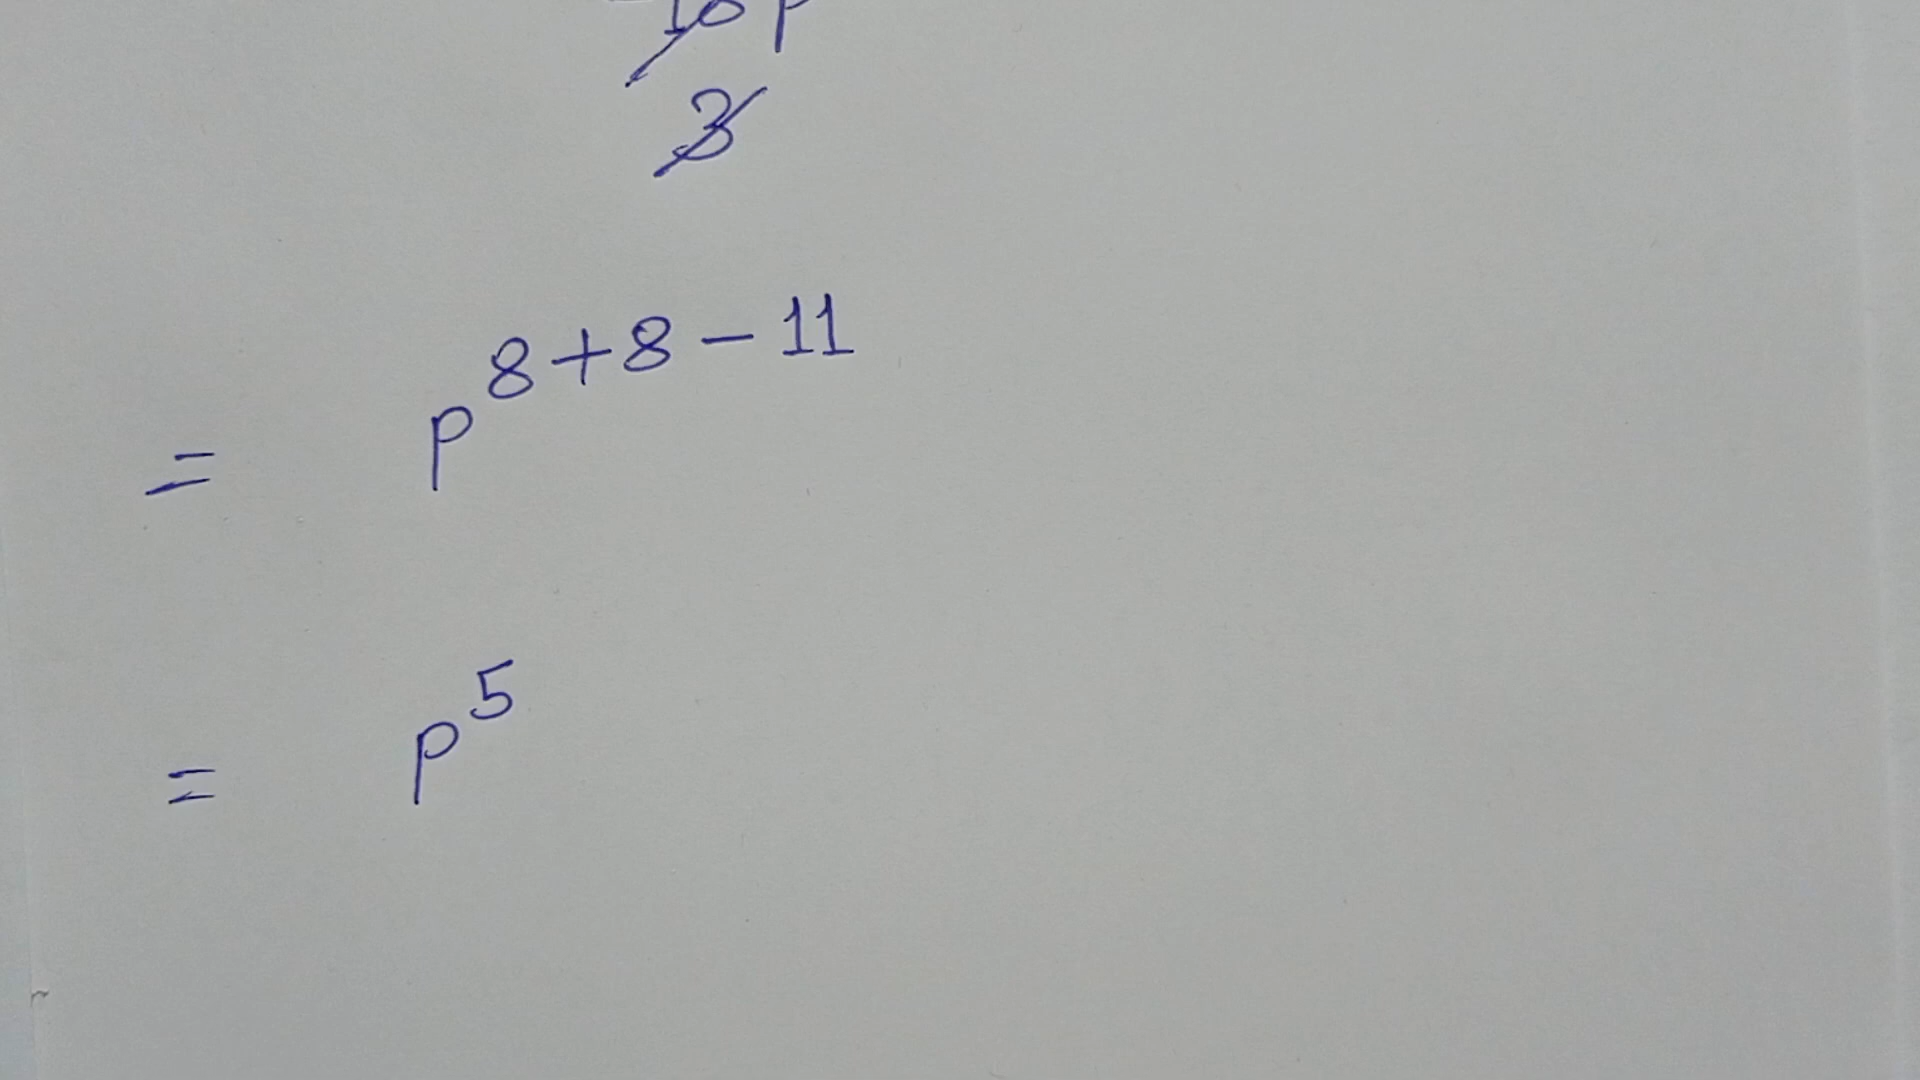 3
= p^{8+8-11}
= p^5